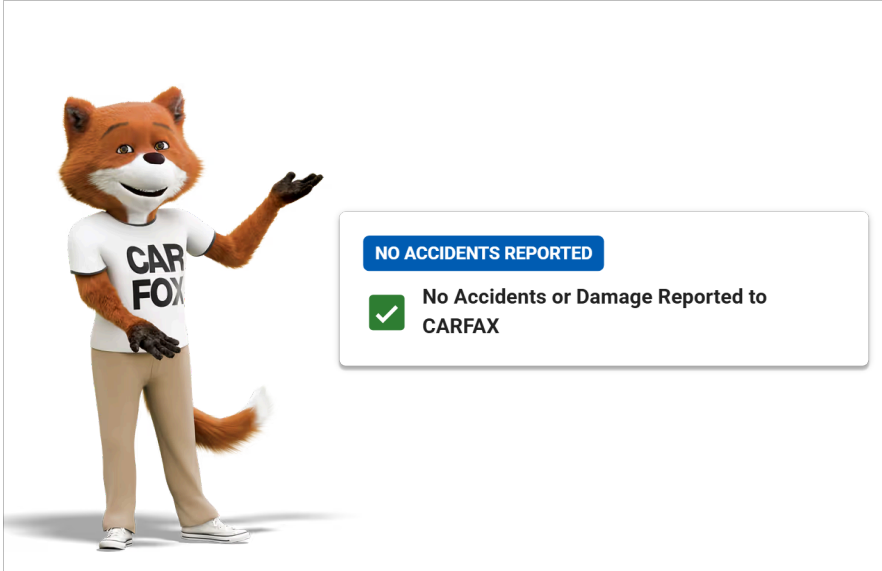 CAR
FOX
NO ACCIDENTS REPORTED
No Accidents or Damage Reported to
CARFAX